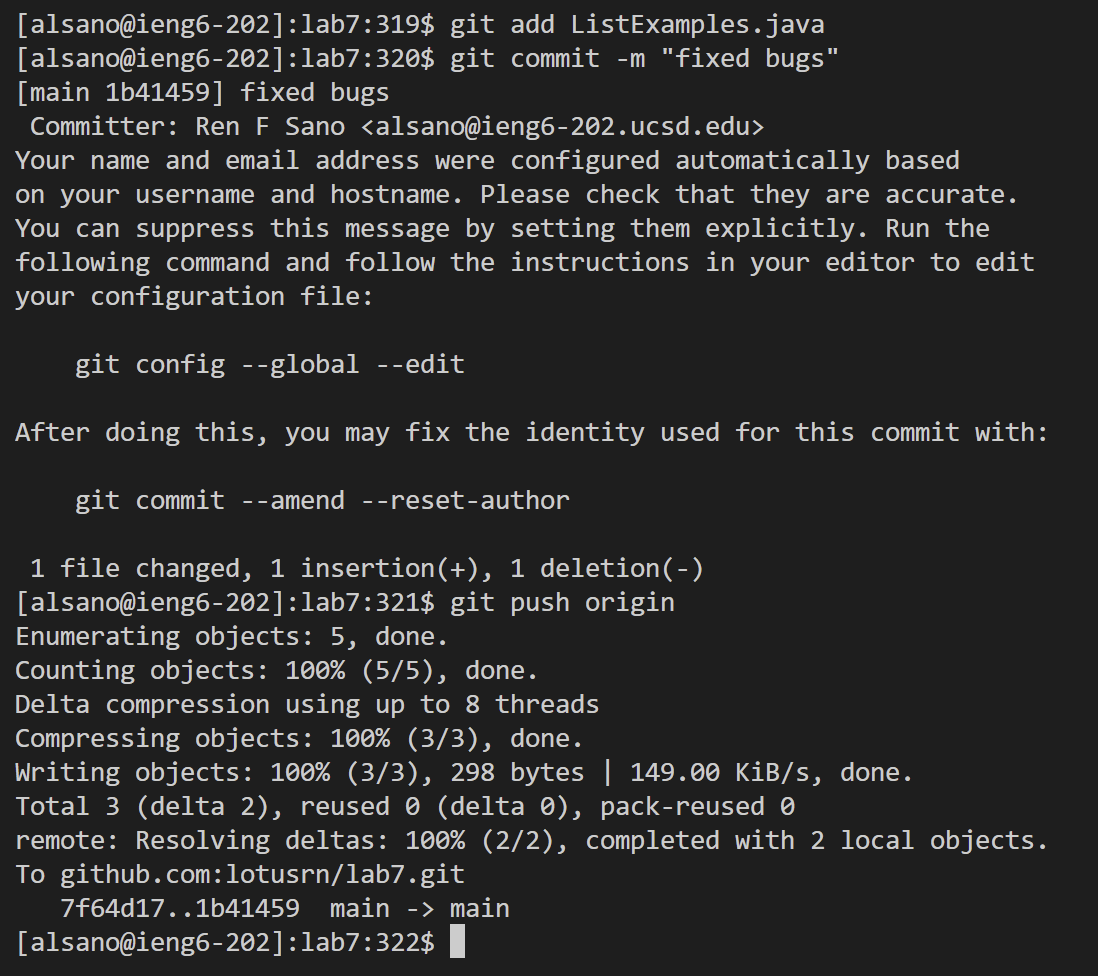 [alsano@ieng6-202]:lab7:319$ git add ListExamples.java
[alsano@ieng6-202]:lab7:320$ git commit -m "fixed bugs"
[main 1b41459] fixed bugs
 Committer: Ren F Sano <alsano@ieng6-202.ucsd.edu>
Your name and email address were configured automatically based
on your username and hostname. Please check that they are accurate.
You can suppress this message by setting them explicitly. Run the
following command and follow the instructions in your editor to edit
your configuration file:

    git config --global --edit

After doing this, you may fix the identity used for this commit with:

    git commit --amend --reset-author

 1 file changed, 1 insertion(+), 1 deletion(-)
[alsano@ieng6-202]:lab7:321$ git push origin
Enumerating objects: 5, done.
Counting objects: 100% (5/5), done.
Delta compression using up to 8 threads
Compressing objects: 100% (3/3), done.
Writing objects: 100% (3/3), 298 bytes | 149.00 KiB/s, done.
Total 3 (delta 2), reused 0 (delta 0), pack-reused 0
remote: Resolving deltas: 100% (2/2), completed with 2 local objects.
To github.com:lotusrn/lab7.git
   7f64d17..1b41459  main -> main
[alsano@ieng6-202]:lab7:322$